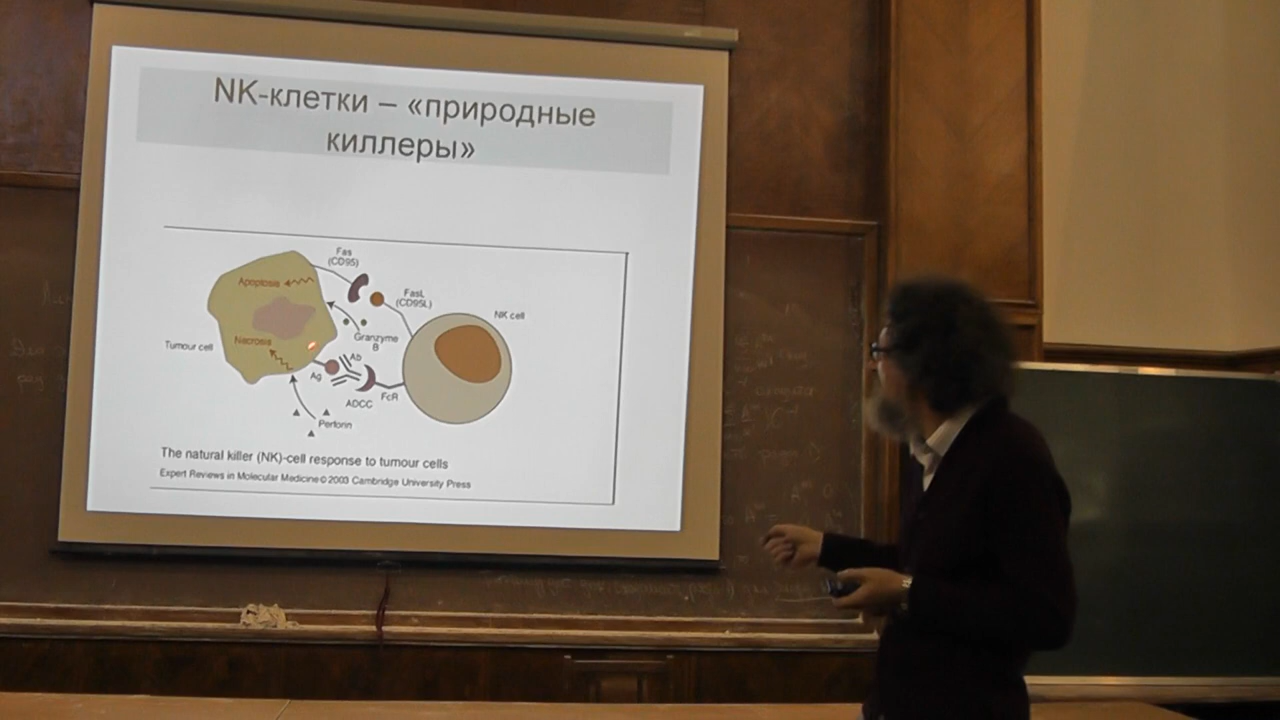 NK-клетки – «природные
киллеры»
Fas
(CD95)
Apoptosis
FasL
(CD95L)
NK cell
Granzyme
B
Tumour cell
Necrosis
Ab
Ag
FcR
ADCC
Perforin
The natural killer (NK)-cell response to tumour cells
Expert Reviews in Molecular Medicine © 2003 Cambridge University Press